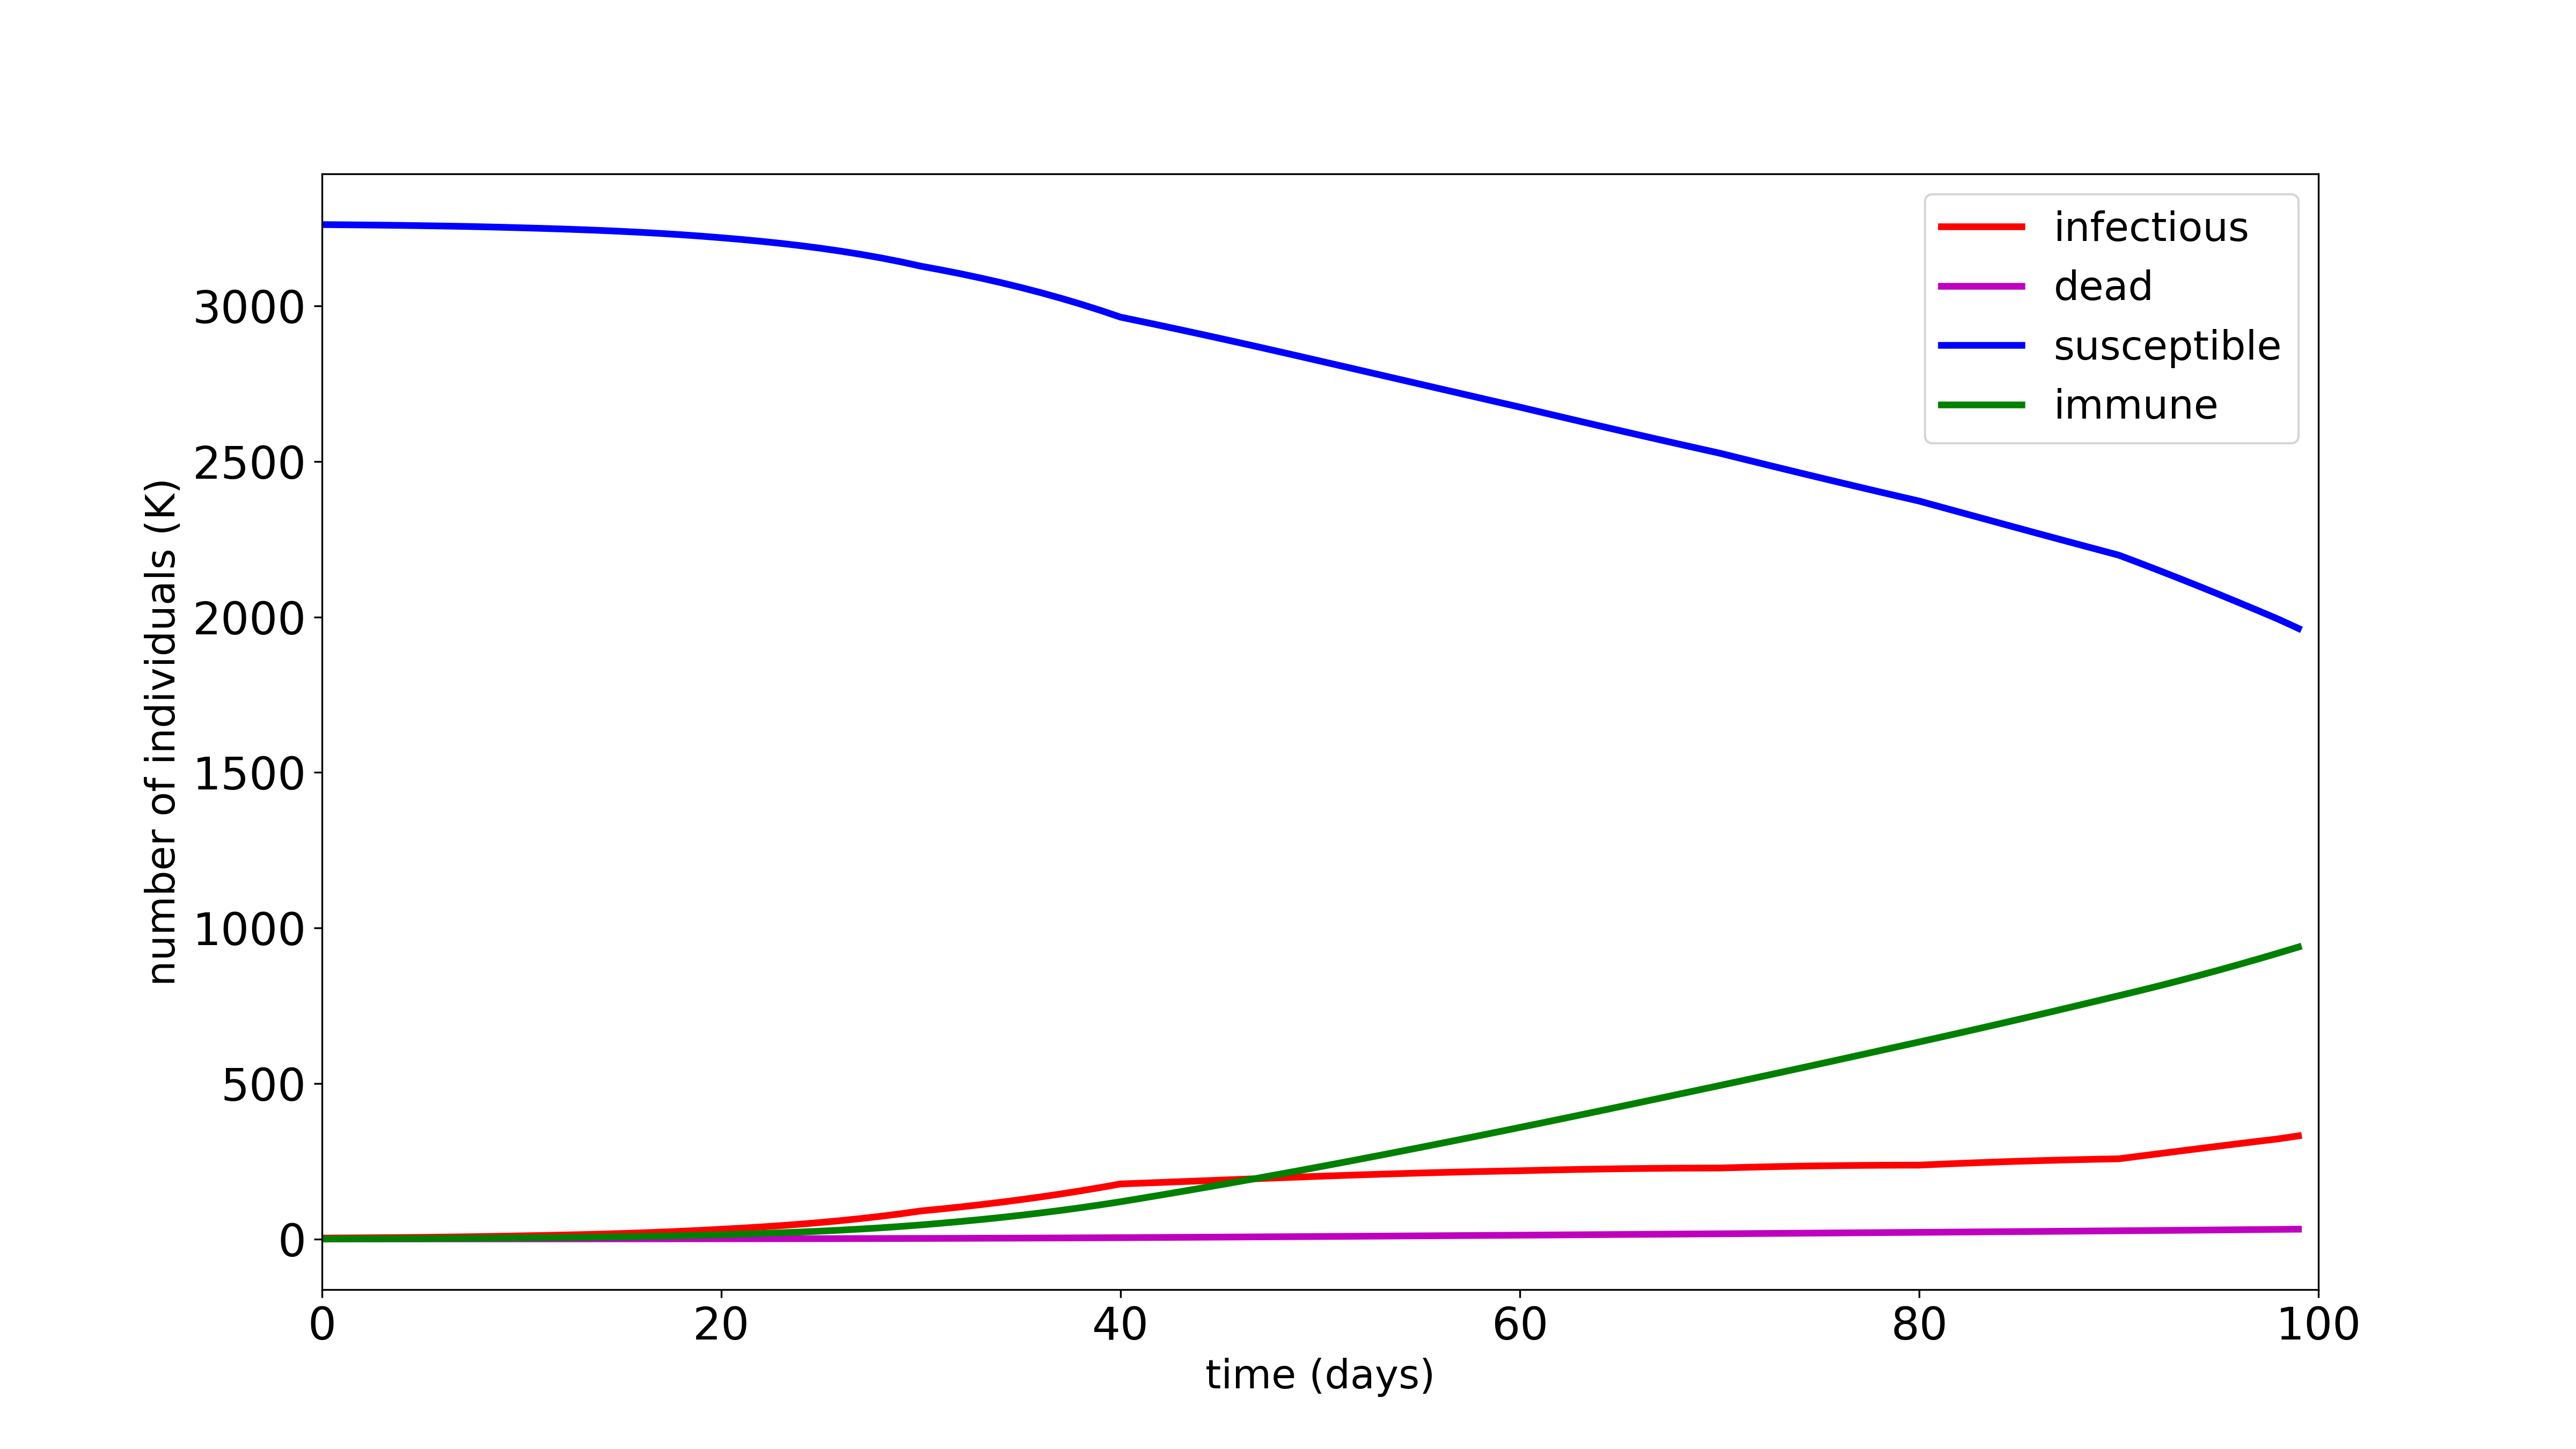 infectious
dead
susceptible
immune
number of individuals (K)
3000
2500
2000
1500
1000
500
0
0 20 40 60 80 100
time (days)